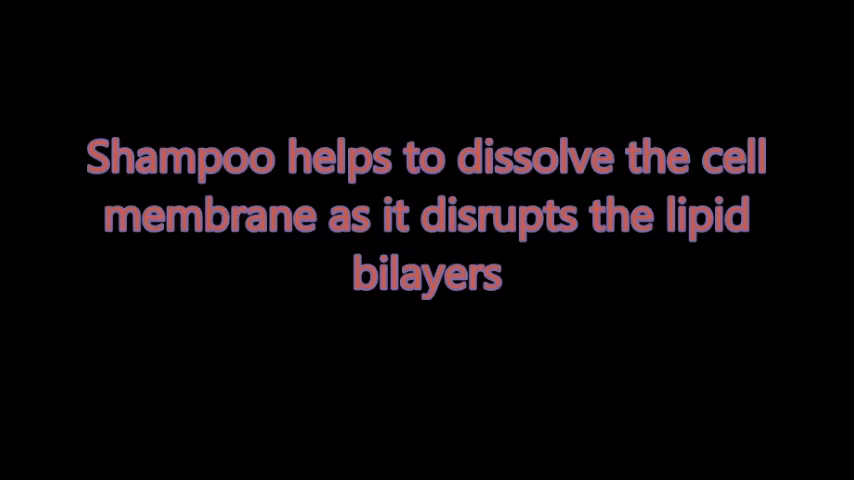 Shampoo helps to dissolve the cell
membrane as it disrupts the lipid
bilayers